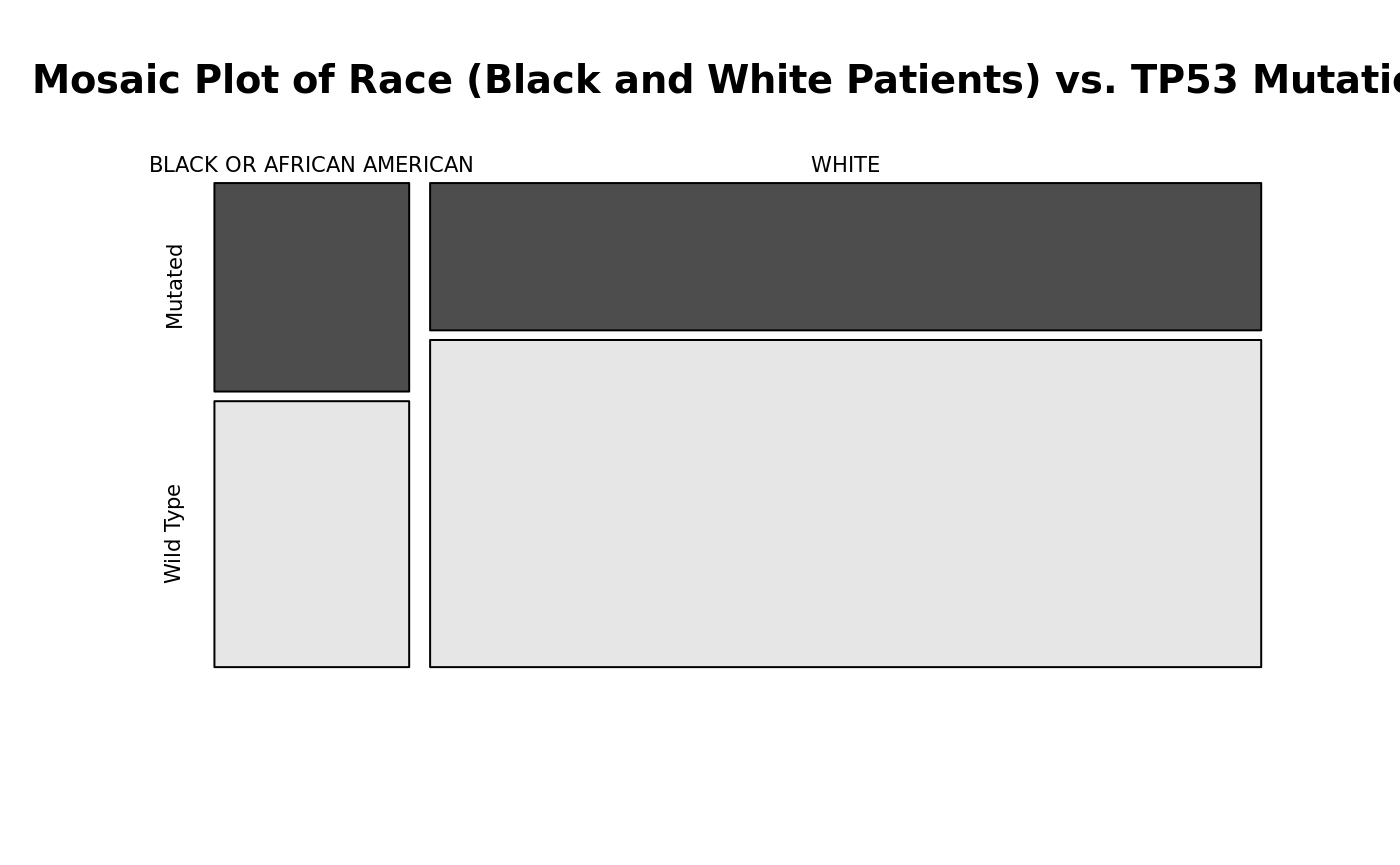 Mosaic Plot of Race (Black and White Patients) vs. TP53 Mutatio
BLACK OR AFRICAN AMERICAN
WHITE
Mutated
Wild Type